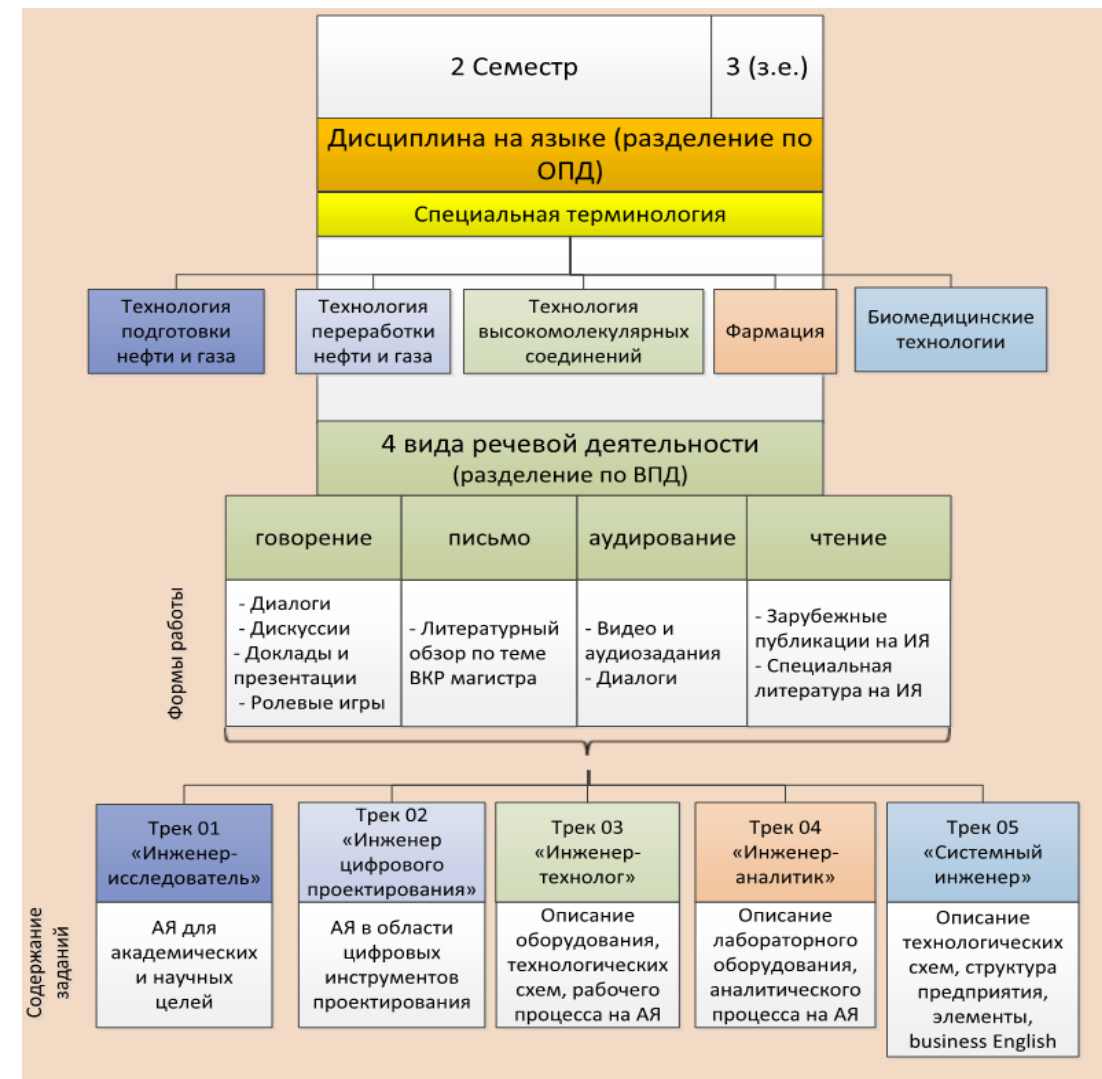 2 Семестр
3 (з.е.)
Дисциплина на языке (разделение по
ОПД)
Специальная терминология
Технология
подготовки
нефти и газа
Технология
переработки
нефти и газа
Технология
высокомолекулярных
соединений
Фармация
Биомедицинские
технологии
4 вида речевой деятельности
(разделение по ВПД)
говорение
письмо
аудирование
чтение
Формы работы
- Диалоги
- Дискуссии
- Доклады и
презентации
- Ролевые игры
- Литературный
обзор по теме
ВКР магистра
- Видео и
аудиозадания
- Диалоги
- Зарубежные
публикации на ИЯ
- Специальная
литература на ИЯ
Трек 01
«Инженер-
исследователь»
Трек 02
«Инженер
цифрового
проектирования»
Трек 03
«Инженер-
технолог»
Трек 04
«Инженер-
аналитик»
Трек 05
«Системный
инженер»
Содержание
заданий
АЯ для
академических
и научных
целей
АЯ в области
цифровых
инструментов
проектирования
Описание
оборудования,
технологических
схем, рабочего
процесса на АЯ
Описание
лабораторного
оборудования,
аналитического
процесса на АЯ
Описание
технологических
схем, структура
предприятия,
элементы,
business English